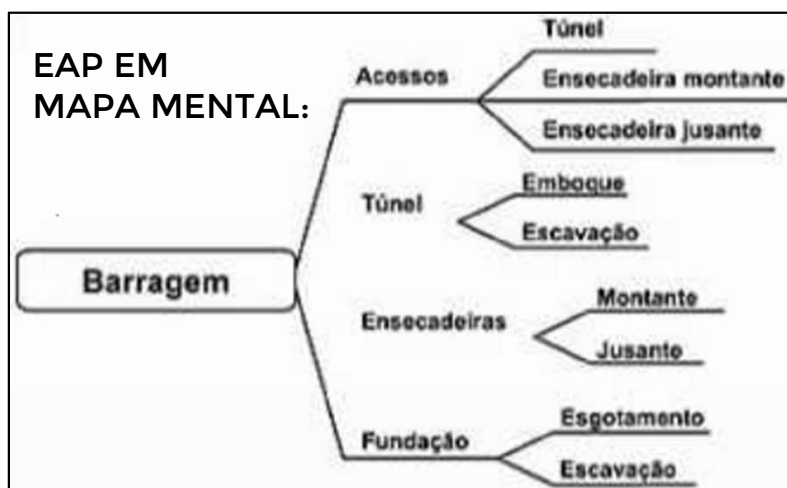 EAP EM
MAPA MENTAL:
Barragem
Acessos
Túnel
Ensecadeira montante
Ensecadeira jusante
Túnel
Emboque
Escavação
Ensecadeiras
Montante
Jusante
Fundação
Esgotamento
Escavação